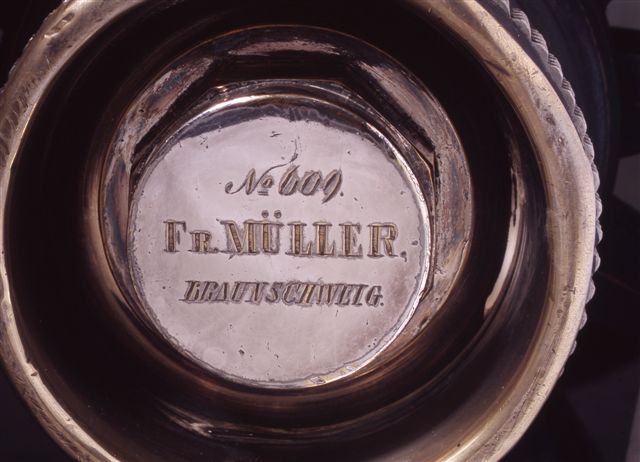 No 609.
FR. MÜLLER,
BRAUNSCHWEIG.